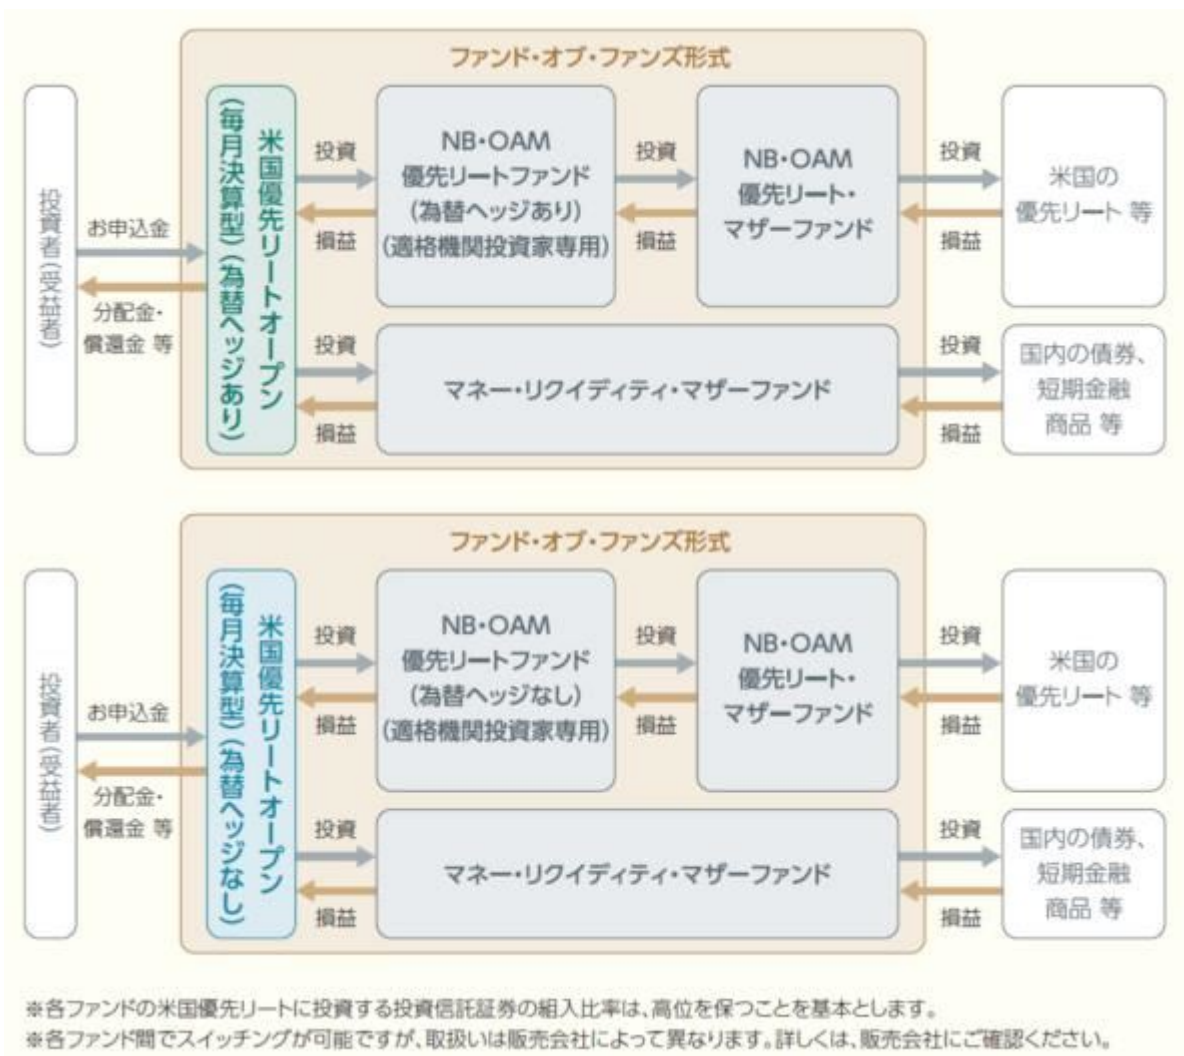 ファンド・オブ・ファンズ形式
投資者(受益者)
お申込金
分配金・
償還金 等
米国優先リートオープン
(毎月決算型)(為替ヘッジあり)
投資
損益
NB・OAM
優先リートファンド
(為替ヘッジあり)
(適格機関投資家専用)
投資
損益
NB・OAM
優先リート・
マザーファンド
投資
損益
米国の
優先リート 等
投資
損益
マネー・リクイディティ・マザーファンド
投資
損益
国内の債券、
短期金融
商品 等
ファンド・オブ・ファンズ形式
投資者(受益者)
お申込金
分配金・
償還金 等
米国優先リートオープン
(毎月決算型)(為替ヘッジなし)
投資
損益
NB・OAM
優先リートファンド
(為替ヘッジなし)
(適格機関投資家専用)
投資
損益
NB・OAM
優先リート・
マザーファンド
投資
損益
米国の
優先リート 等
投資
損益
マネー・リクイディティ・マザーファンド
投資
損益
国内の債券、
短期金融
商品 等
※各ファンドの米国優先リートに投資する投資信託証券の組入比率は、高位を保つことを基本とします。
※各ファンド間でスイッチングが可能ですが、取扱いは販売会社によって異なります。詳しくは、販売会社にご確認ください。